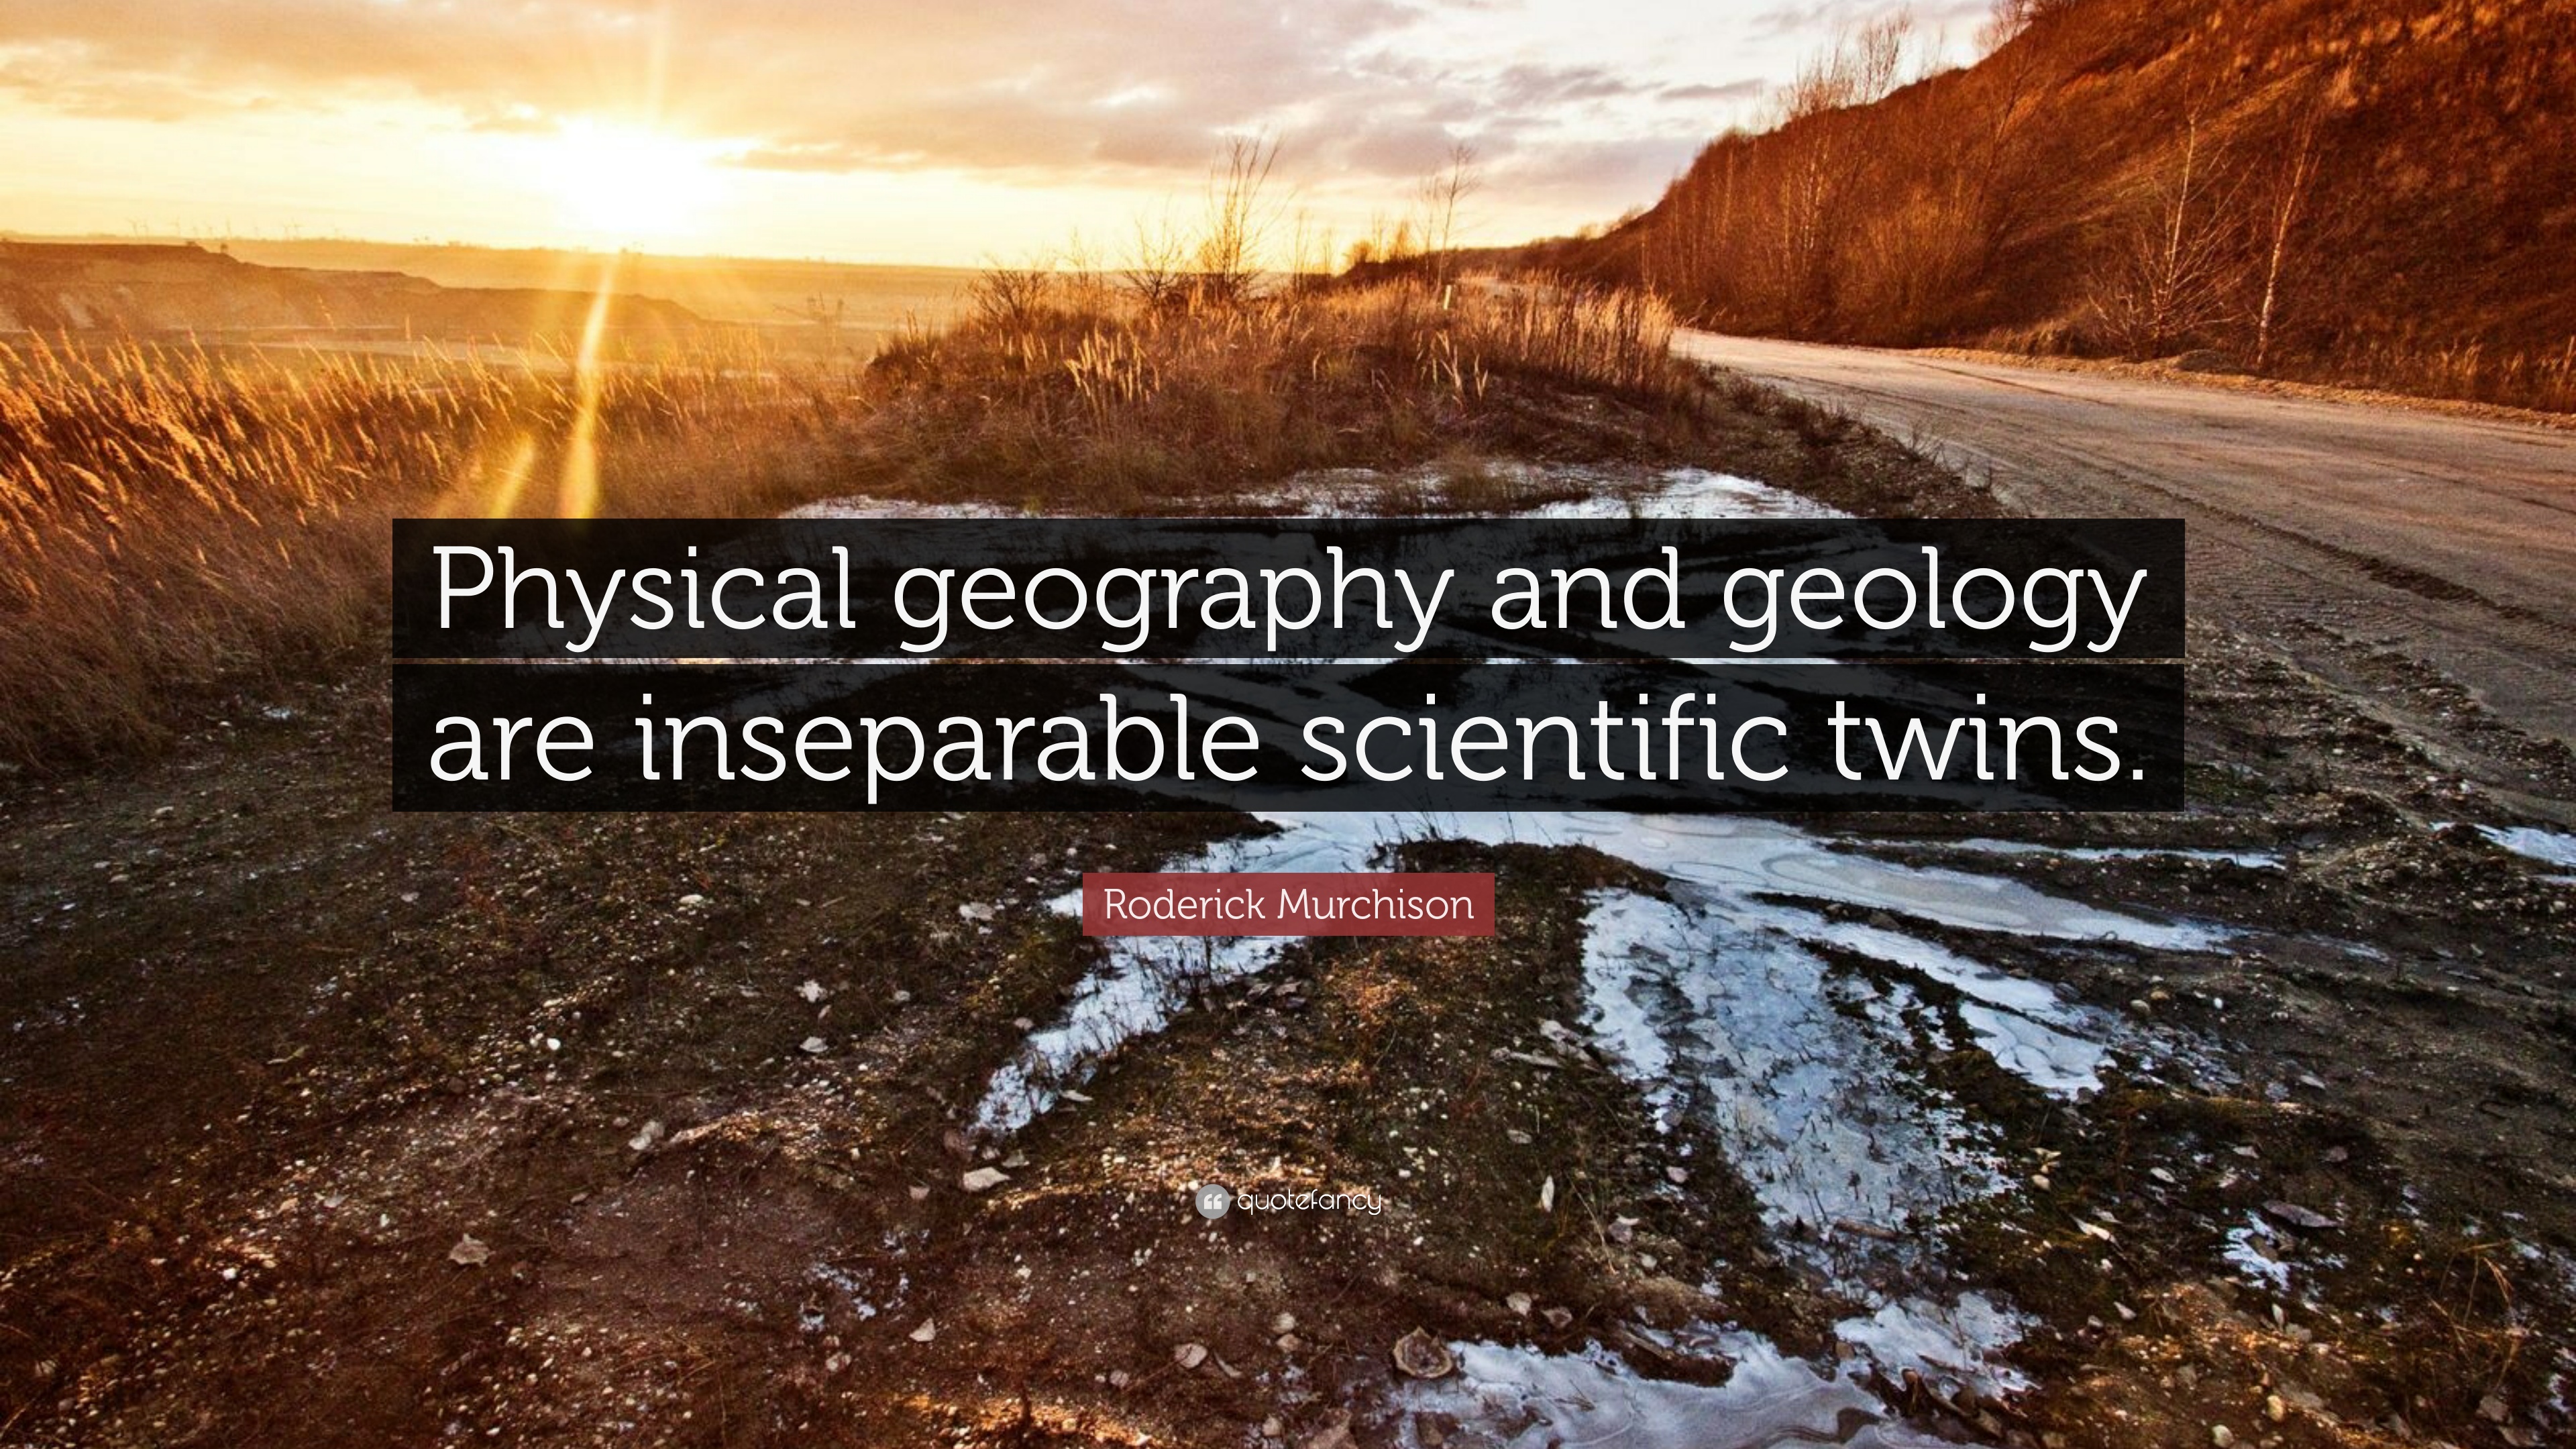 Physical geography and geology
are inseparable scientific twins.
Roderick Murchison
quotefancy